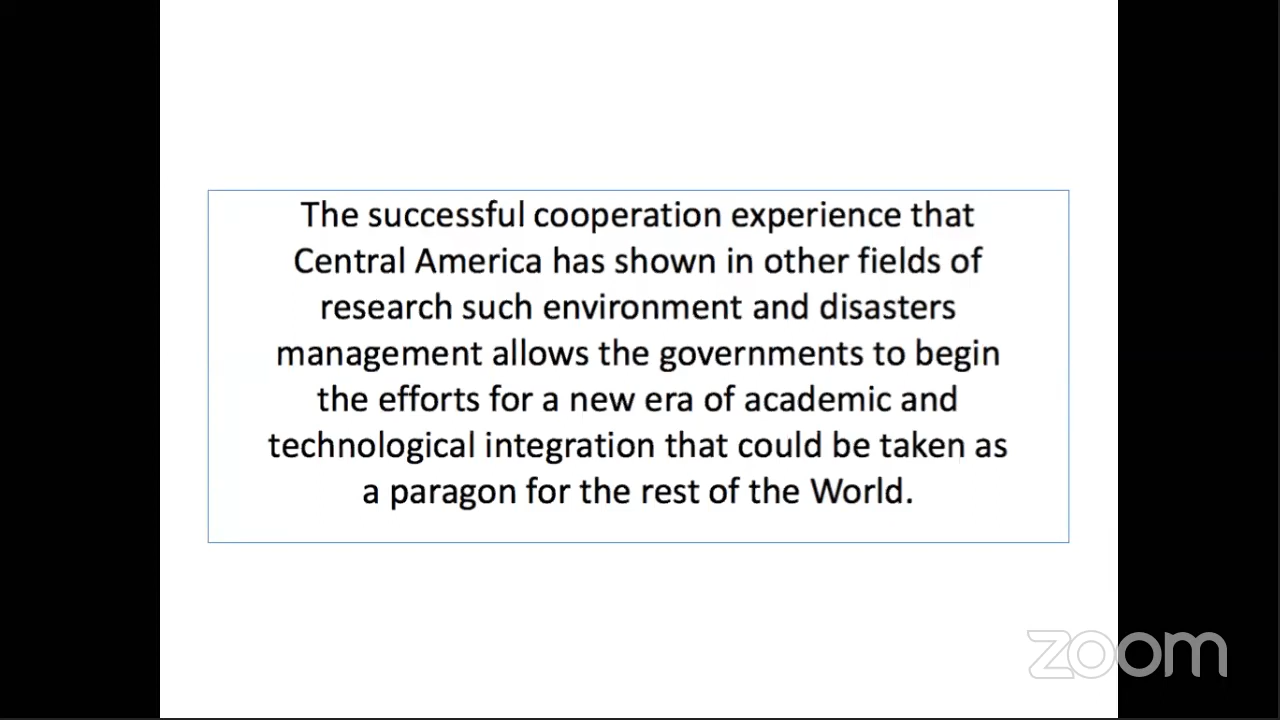 The successful cooperation experience that
Central America has shown in other fields of
research such environment and disasters
management allows the governments to begin
the efforts for a new era of academic and
technological integration that could be taken as
a paragon for the rest of the World.
zoom